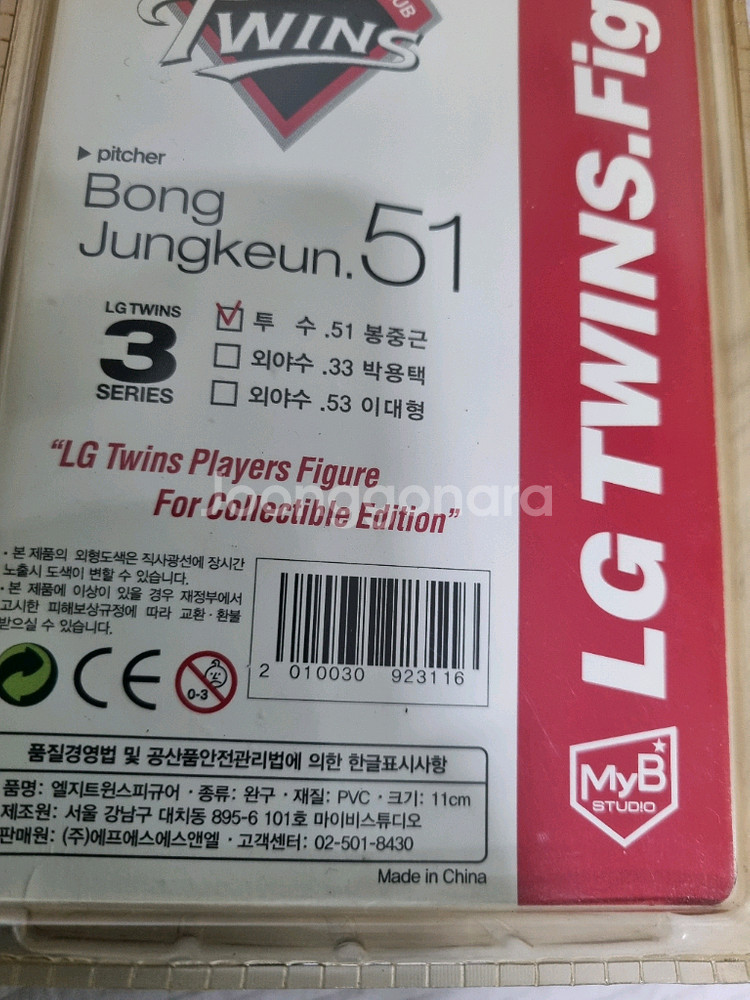 UB
TWINS
▶ pitcher
Bong
Jungkeun.51
LG TWINS
3
SERIES
투 수 .51 봉중근
외야수 .33 박용택
외야수 .53 이대형
“LG Twins Players Figure
For Collectible Edition”
Joonggonara
· 본 제품의 외형도색은 직사광선에 장시간
노출시 도색이 변할 수 있습니다.
· 본 제품에 이상이 있을 경우 재정부에서
고시한 피해보상규정에 따라 교환·환불
받으실 수 있습니다.
CE
0-3
2 010030 923116
품질경영법 및 공산품안전관리법에 의한 한글표시사항
품명: 엘지트윈스피규어 · 종류: 완구 · 재질: PVC · 크기: 11cm
제조원: 서울 강남구 대치동 895-6 101호 마이비스튜디오
판매원: (주)에프에스에스앤엘 · 고객센터: 02-501-8430
Made in China
LG TWINS.Fig
MyB
STUDIO